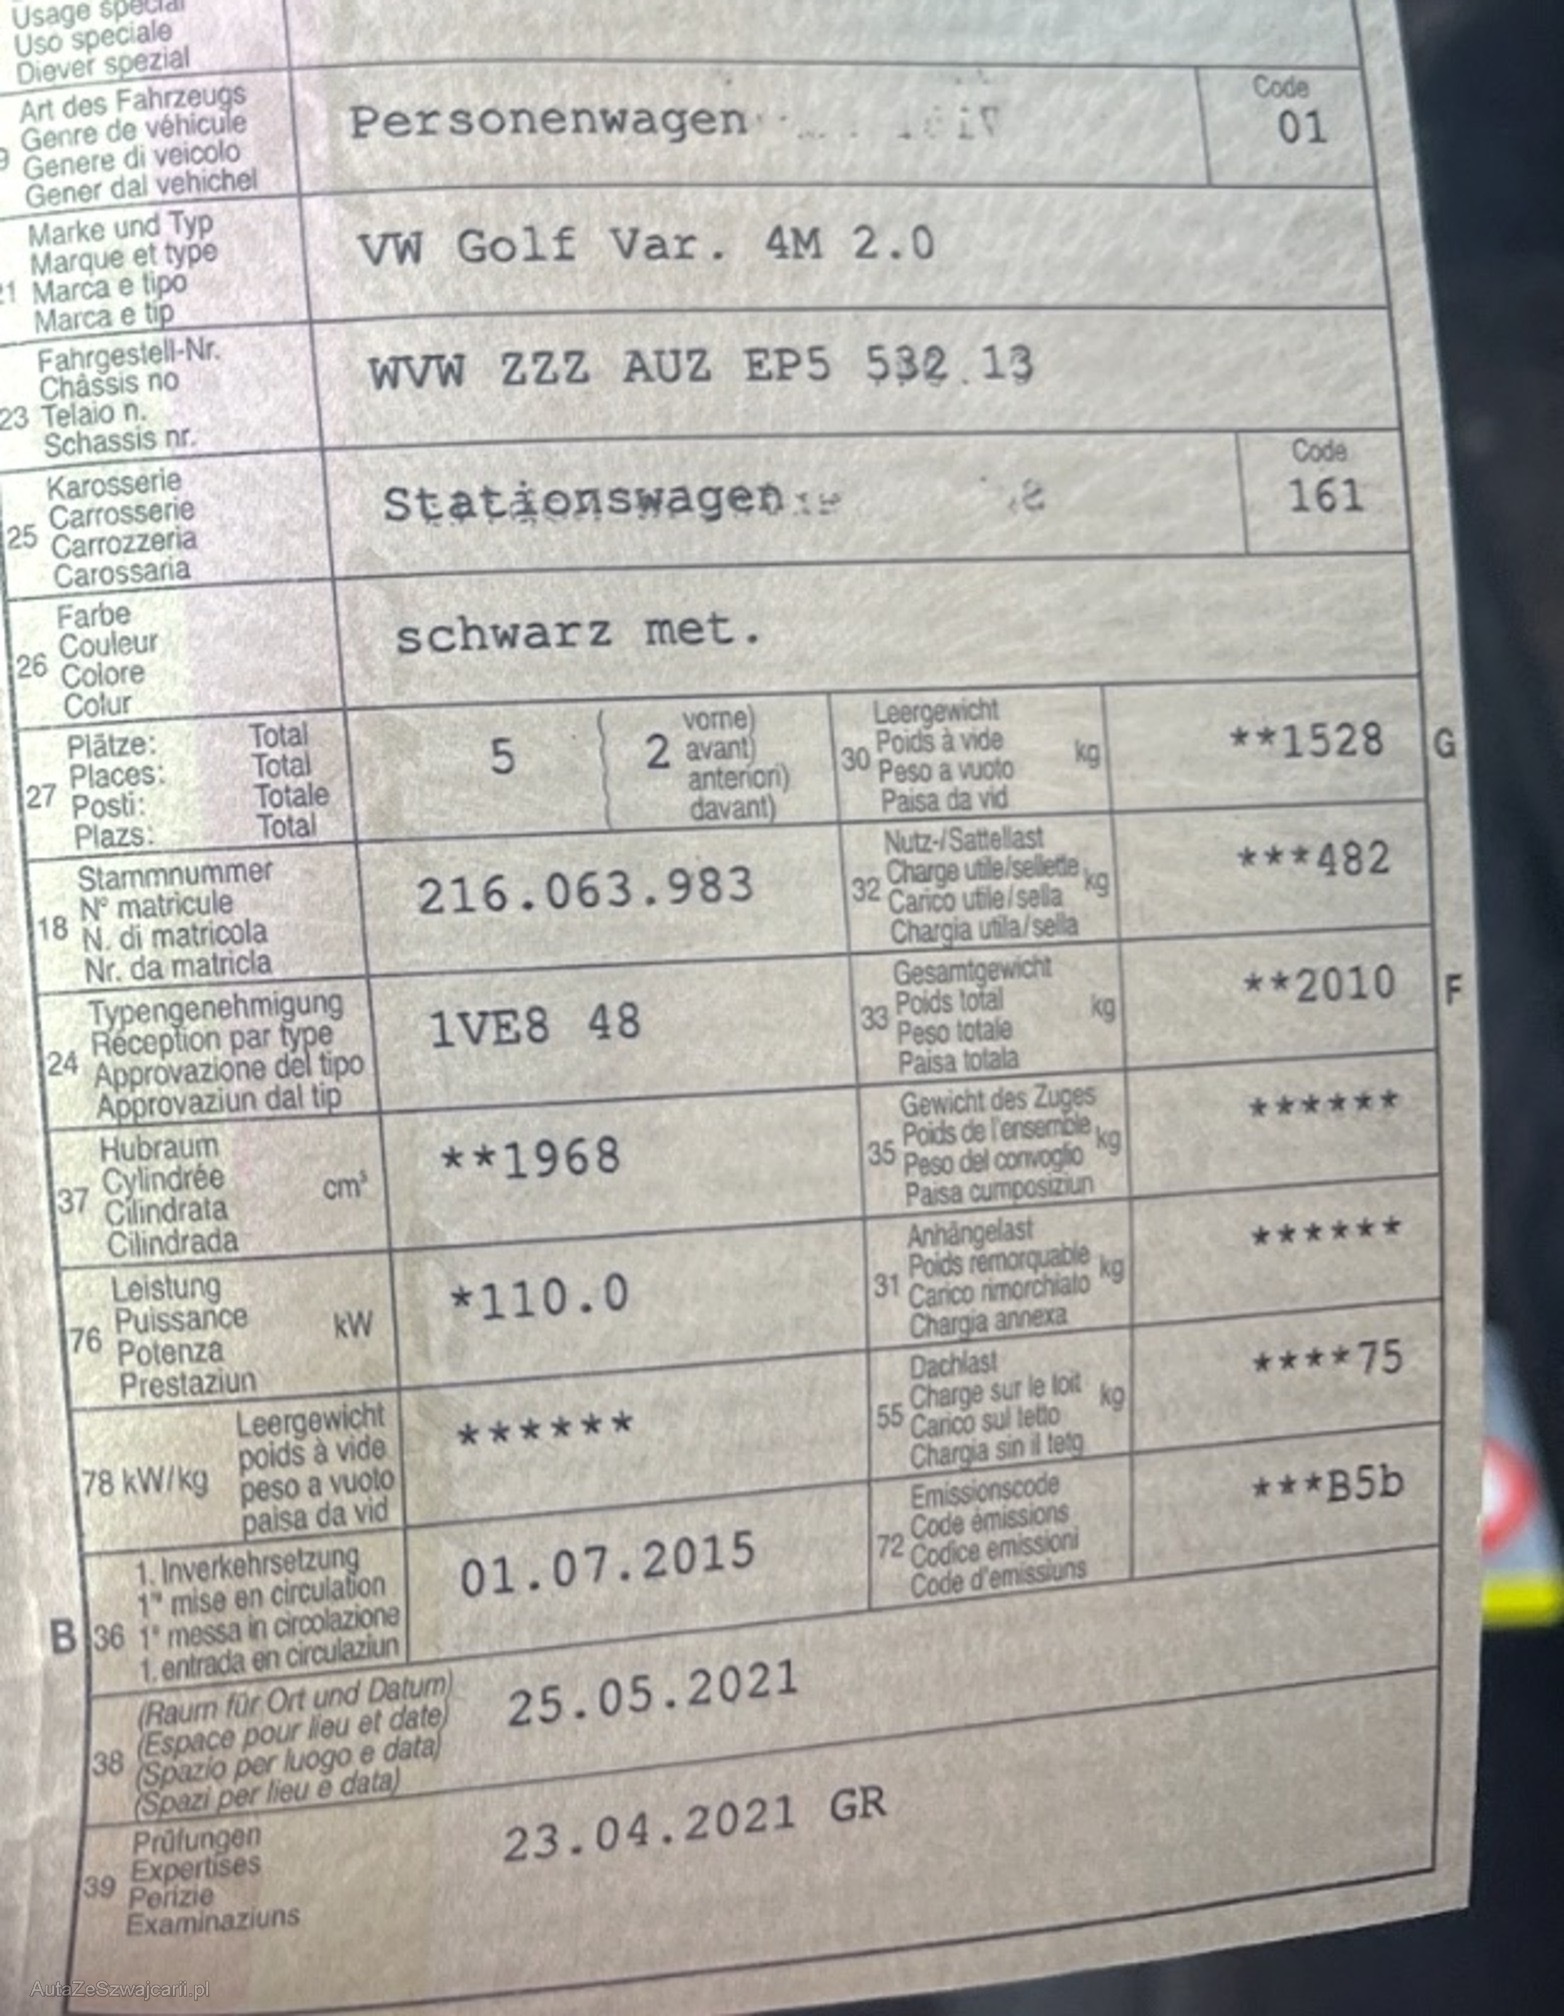 Usage spécial
Uso speciale
Diever spezial
Art des Fahrzeugs
Genre de véhicule
Genere di veicolo
Gener dal vehichel
Personenwagen
Code
01
Marke und Typ
Marque et type
21 Marca e tipo
Marca e tip
VW Golf Var. 4M 2.0
Fahrgestell-Nr.
Châssis no
23 Telaio n.
Schassis nr.
WVW ZZZ AUZ EP5 532 13
Karosserie
25 Carrosserie
Carrozzeria
Carossaria
Stationswagen
Code
161
Farbe
26 Couleur
Colore
Colur
schwarz met.
Plätze: Total
27 Places: Total
Posti: Totale
Plazs: Total
5
2 vorne)
avant)
anteriori)
davant)
Leergewicht
30 Poids à vide kg
Peso a vuoto
Paisa da vid
**1528
G
18 Stammnummer
N° matricule
N. di matricola
Nr. da matricla
216.063.983
Nutz-/Sattellast
32 Charge utile/sellette kg
Carico utile/sella
Chargia utila/sella
***482
24 Typengenehmigung
Réception par type
Approvazione del tipo
Approvaziun dal tip
1VE8 48
Gesamtgewicht
33 Poids total kg
Peso totale
Paisa totala
**2010
F
37 Hubraum
Cylindrée cm³
Cilindrata
Cilindrada
**1968
Gewicht des Zuges
35 Poids de l'ensemble kg
Peso del convoglio
Paisa cumposiziun
******
76 Leistung
Puissance kW
Potenza
Prestaziun
*110.0
Anhängelast
31 Poids remorquable kg
Carico rimorchiato
Chargia annexa
******
78 kW/kg Leergewicht
poids à vide
peso a vuoto
paisa da vid
******
Dachlast
55 Charge sur le toit kg
Carico sul tetto
Chargia sin il tetg
****75
B 36 1. Inverkehrsetzung
1re mise en circulation
1a messa in circolazione
1. entrada en circulaziun
01.07.2015
Emissionscode
72 Code émissions
Codice emissioni
Code d'emissiuns
***B5b
38 (Raum für Ort und Datum)
(Espace pour lieu et date)
(Spazio per luogo e data)
(Spazi per lieu e data)
25.05.2021
39 Prüfungen
Expertises
Perizie
Examinaziuns
23.04.2021 GR
AutaZeSzwajcarii.pl